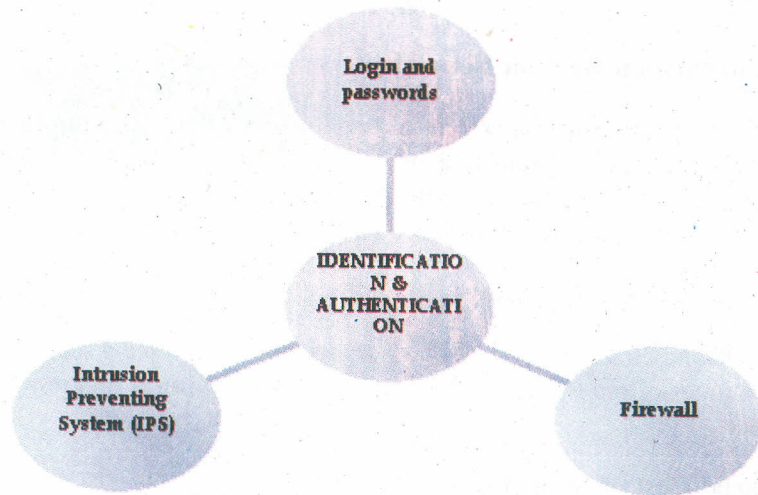 Login and
passwords
IDENTIFICATIO
N &
AUTHENTICATI
ON
Intrusion
Preventing
System (IPS)
Firewall